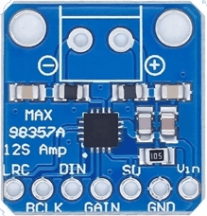 ⊖ ⊕
MAX
98357A
I2S Amp
105
LRC DIN SD Vin
BCLK GAIN GND